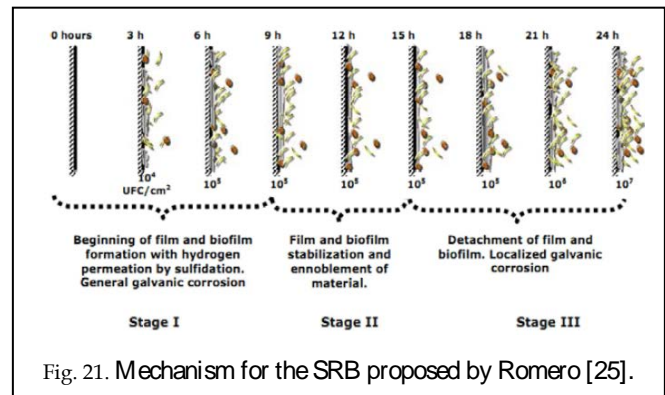 0 hours 3 h 6 h 9 h 12 h 15 h 18 h 21 h 24 h
10⁴
UFC/cm²
10⁵ 10⁵ 10⁵ 10⁵ 10⁵ 10⁶ 10⁷
Beginning of film and biofilm
formation with hydrogen
permeation by sulfidation.
General galvanic corrosion
Film and biofilm
stabilization and
ennoblement of
material.
Detachment of film and
biofilm. Localized galvanic
corrosion
Stage I Stage II Stage III
Fig. 21. Mechanism for the SRB proposed by Romero [25].